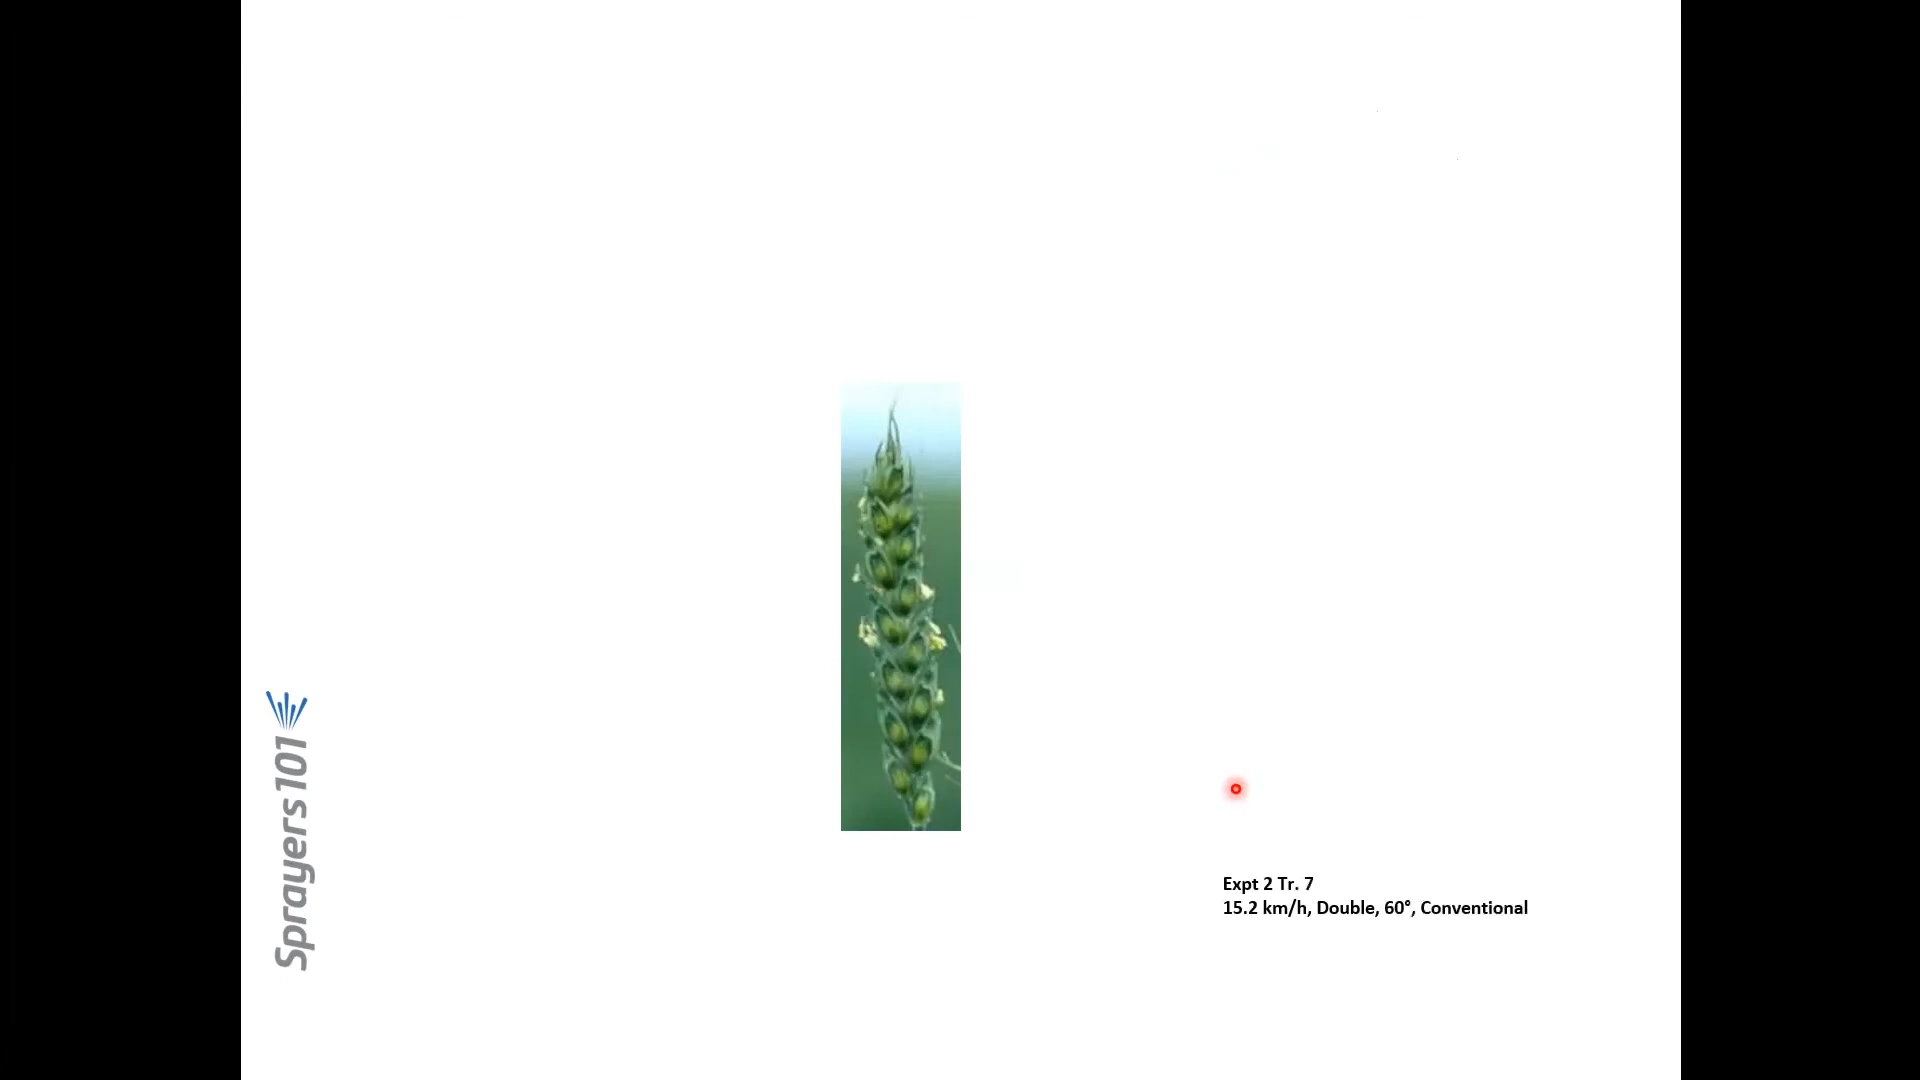 Sprayers101
Expt 2 Tr. 7
15.2 km/h, Double, 60°, Conventional